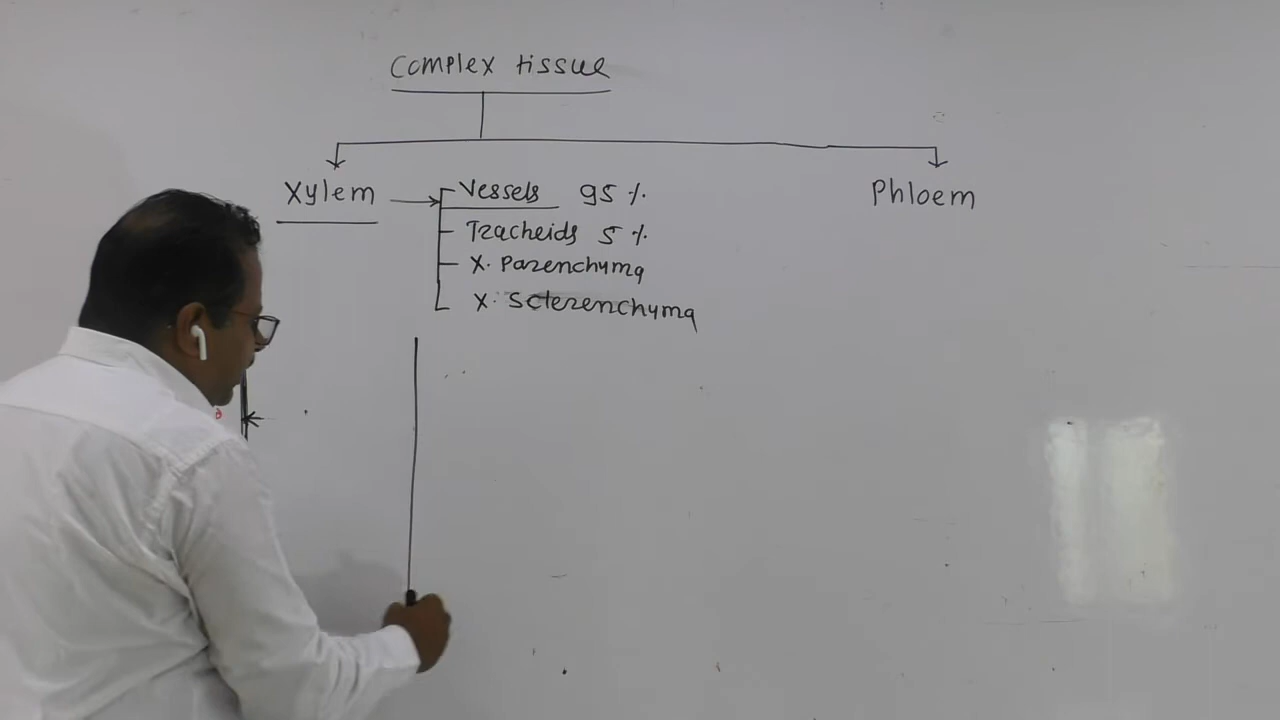 Complex tissue
Xylem
Phloem
Vessels 95 %
Tracheids 5 %
X. Parenchyma
X. Sclerenchyma